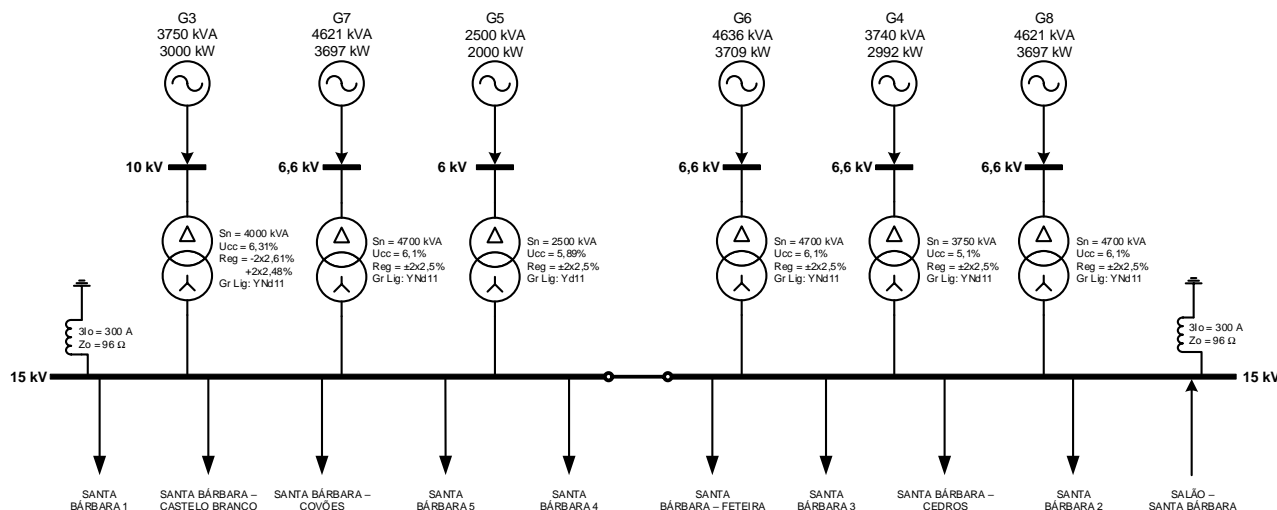 G3
3750 kVA
3000 kW
G7
4621 kVA
3697 kW
G5
2500 kVA
2000 kW
G6
4636 kVA
3709 kW
G4
3740 kVA
2992 kW
G8
4621 kVA
3697 kW
10 kV
6,6 kV
6 kV
6,6 kV
6,6 kV
6,6 kV
Sn = 4000 kVA
Ucc = 6,31%
Reg = -2x2,61%
+2x2,48%
Gr Lig: YNd11
Sn = 4700 kVA
Ucc = 6,1%
Reg = ±2x2,5%
Gr Lig: YNd11
Sn = 2500 kVA
Ucc = 5,89%
Reg = ±2x2,5%
Gr Lig: Yd11
Sn = 4700 kVA
Ucc = 6,1%
Reg = ±2x2,5%
Gr Lig: YNd11
Sn = 3750 kVA
Ucc = 5,1%
Reg = ±2x2,5%
Gr Lig: YNd11
Sn = 4700 kVA
Ucc = 6,1%
Reg = ±2x2,5%
Gr Lig: YNd11
3Io = 300 A
Zo = 96 Ω
3Io = 300 A
Zo = 96 Ω
15 kV
15 kV
SANTA
BÁRBARA 1
SANTA BÁRBARA –
CASTELO BRANCO
SANTA BÁRBARA –
COVÕES
SANTA
BÁRBARA 5
SANTA
BÁRBARA 4
SANTA
BÁRBARA – FETEIRA
SANTA
BÁRBARA 3
SANTA BÁRBARA –
CEDROS
SANTA
BÁRBARA 2
SALÃO –
SANTA BÁRBARA